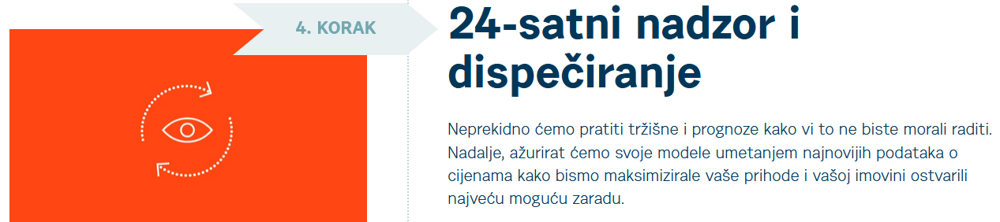 4. KORAK
24-satni nadzor i
dispečiranje
Neprekidno ćemo pratiti tržišne i prognoze kako vi to ne biste morali raditi.
Nadalje, ažurirat ćemo svoje modele umetanjem najnovijih podataka o
cijenama kako bismo maksimizirale vaše prihode i vašoj imovini ostvarili
najveću moguću zaradu.